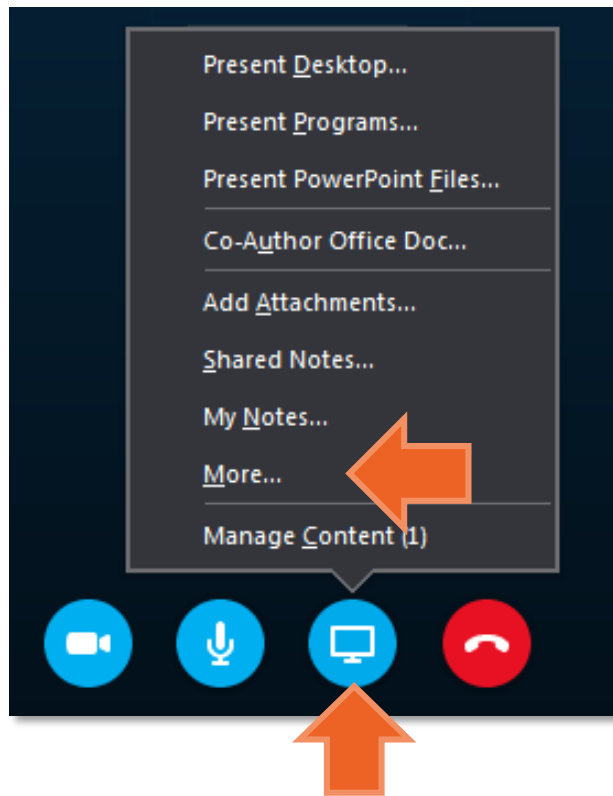 Present Desktop...
Present Programs...
Present PowerPoint Files...
Co-Author Office Doc...
Add Attachments...
Shared Notes...
My Notes...
More...
Manage Content (1)